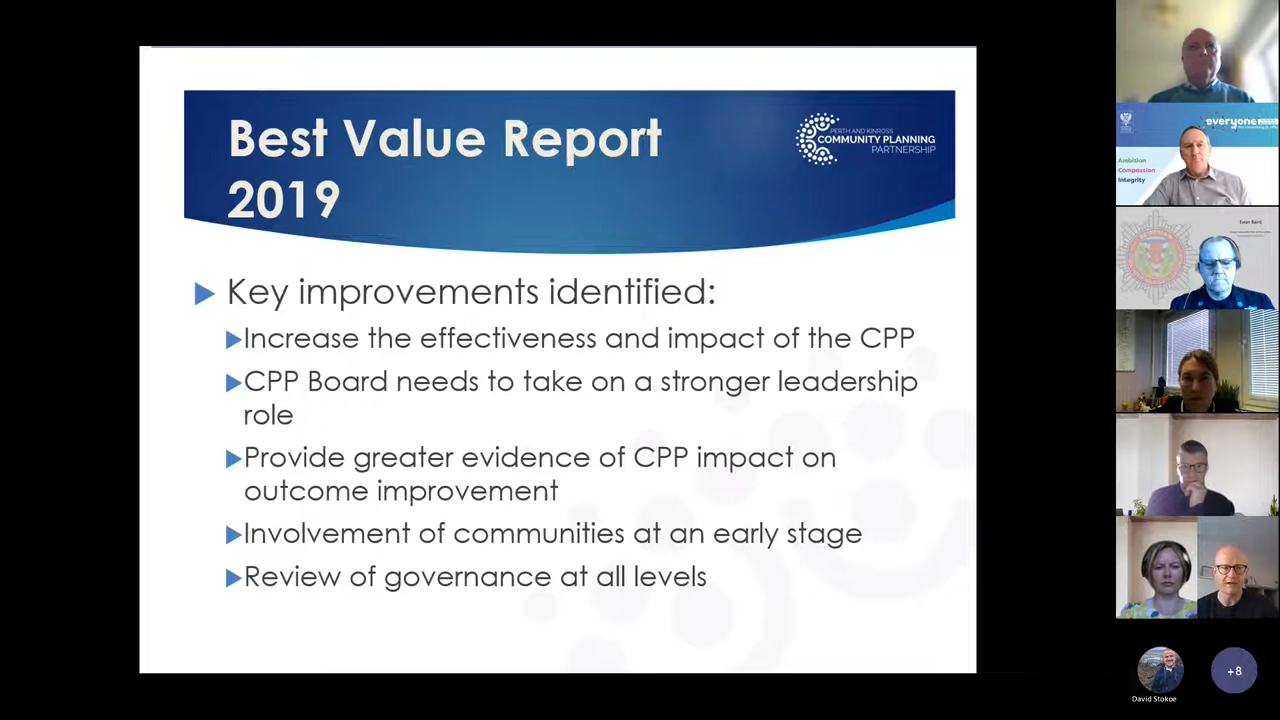 Best Value Report
2019
PERTH AND KINROSS
COMMUNITY PLANNING
PARTNERSHIP
▶ Key improvements identified:
▶Increase the effectiveness and impact of the CPP
▶CPP Board needs to take on a stronger leadership
role
▶Provide greater evidence of CPP impact on
outcome improvement
▶Involvement of communities at an early stage
▶Review of governance at all levels
everyone
Ambition
Compassion
Integrity
Ewan Baird
David Stokoe
+8